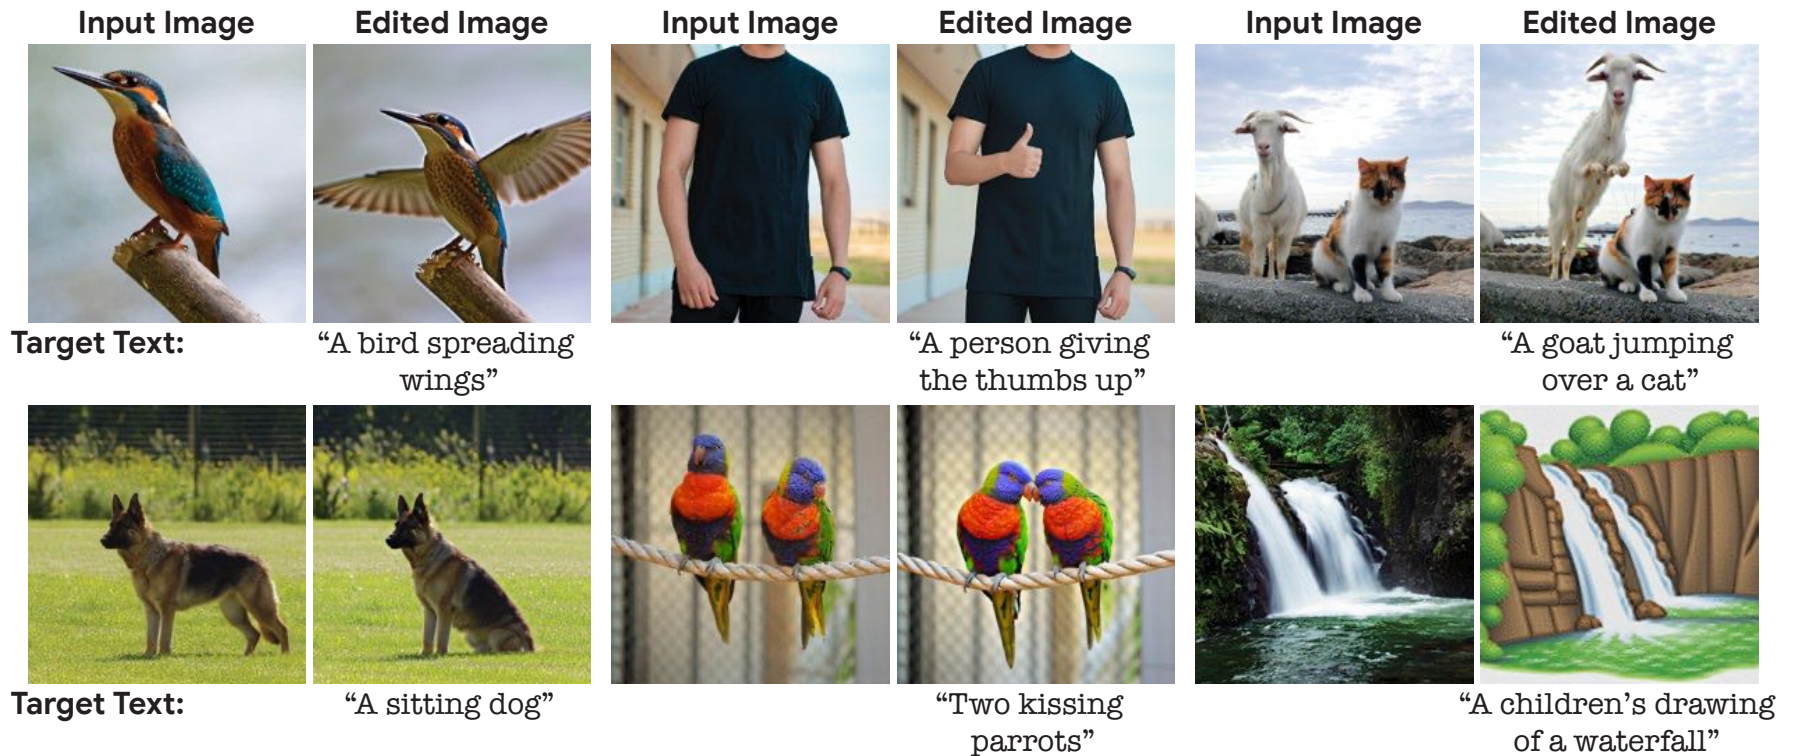 Input Image Edited Image Input Image Edited Image Input Image Edited Image
Target Text: “A bird spreading “A person giving “A goat jumping
wings” the thumbs up” over a cat”
Target Text: “A sitting dog” “Two kissing “A children’s drawing
parrots” of a waterfall”